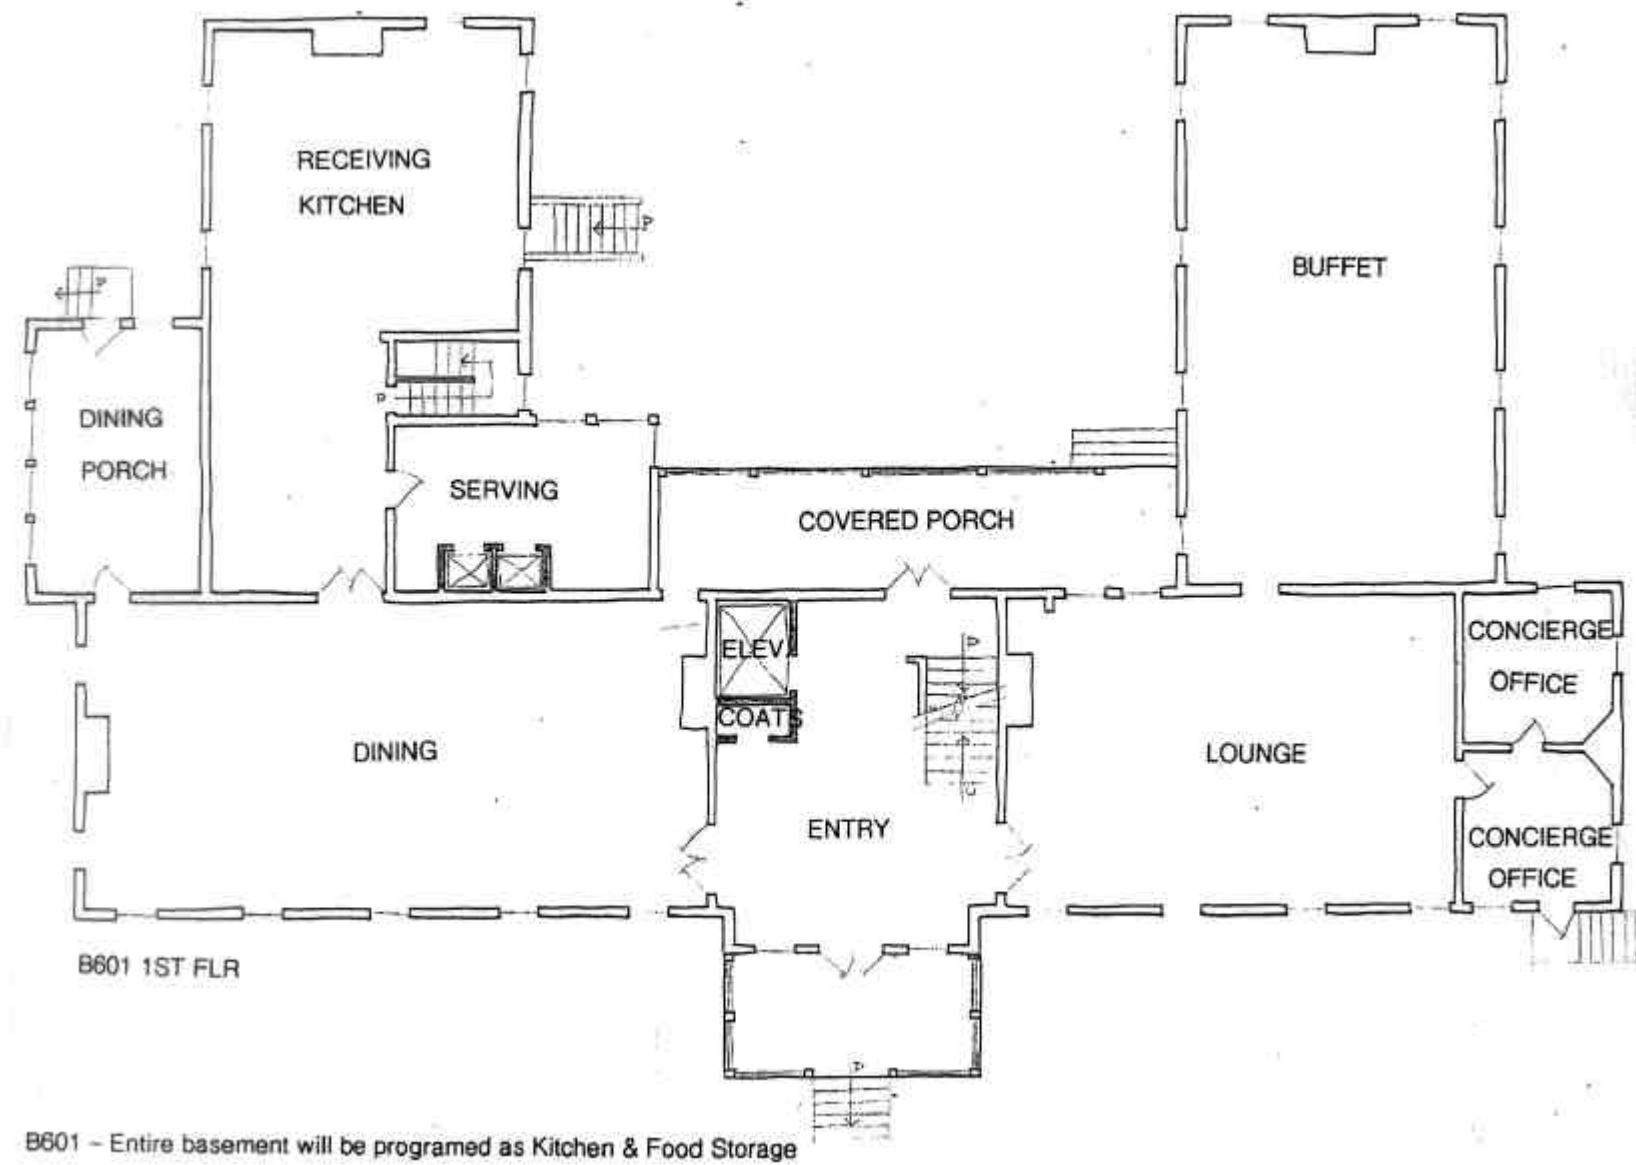 RECEIVING
KITCHEN
BUFFET
DINING
PORCH
SERVING
COVERED PORCH
ELEV
COATS
CONCIERGE
OFFICE
DINING
LOUNGE
ENTRY
CONCIERGE
OFFICE
B601 1ST FLR
B601 – Entire basement will be programed as Kitchen & Food Storage